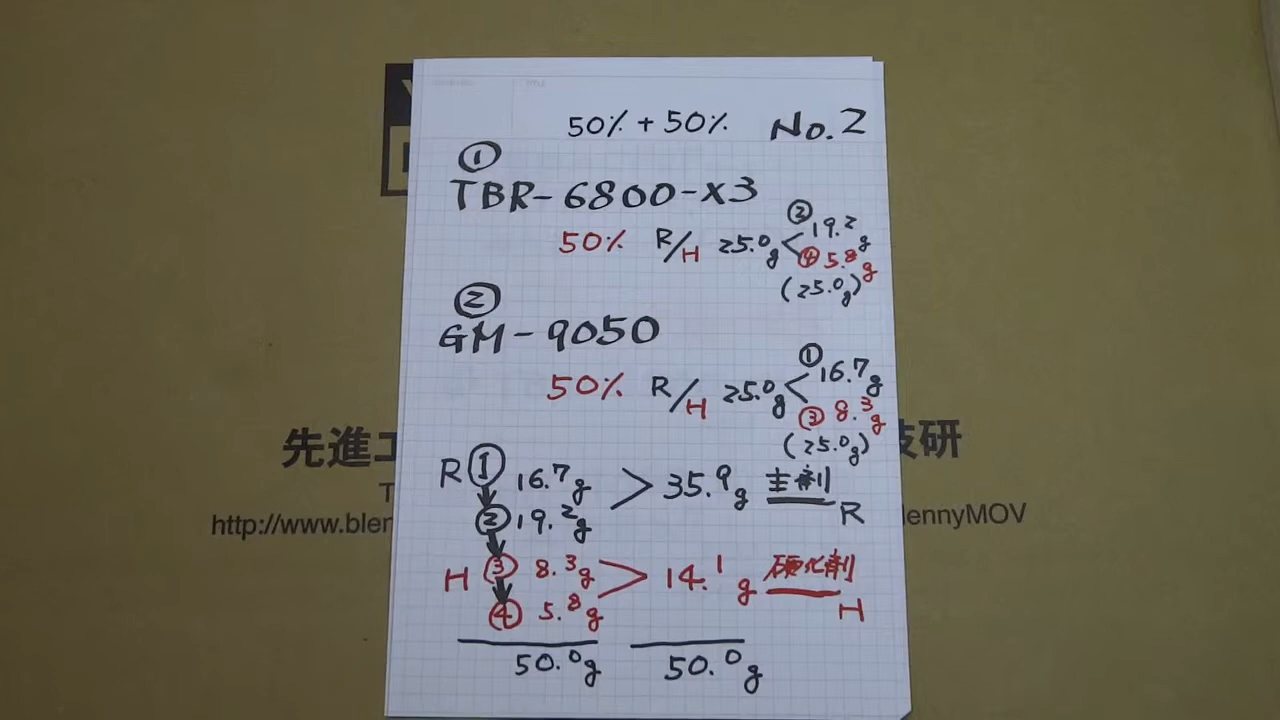 50% + 50% No.2
①
TBR-6800-X3
50% R/H 25.0g < ② 19.2g
④ 5.8g
(25.0g)
②
GM-9050
50% R/H 25.0g < ① 16.7g
③ 8.3g
(25.0g)
R ① 16.7g > 35.9g 主剤
② 19.2g R
H ③ 8.3g > 14.1g 硬化剤
④ 5.8g H
50.0g 50.0g
先進工
技研
http://www.blen
lennyMOV